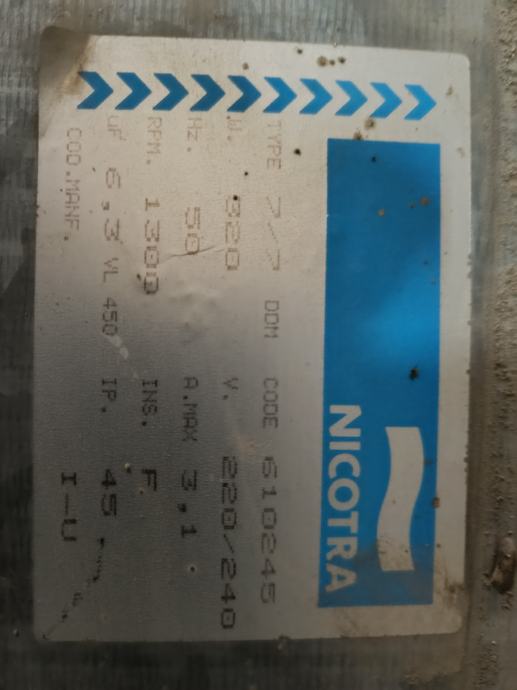 NICOTRA
TYPE 7/7 DDM CODE 610245
W. 320 V. 220/240
Hz. 50 A.MAX 3,1
RPM. 1300 INS. F
uF 6,3 VL 450 IP. 45
COD.MANF. I-U